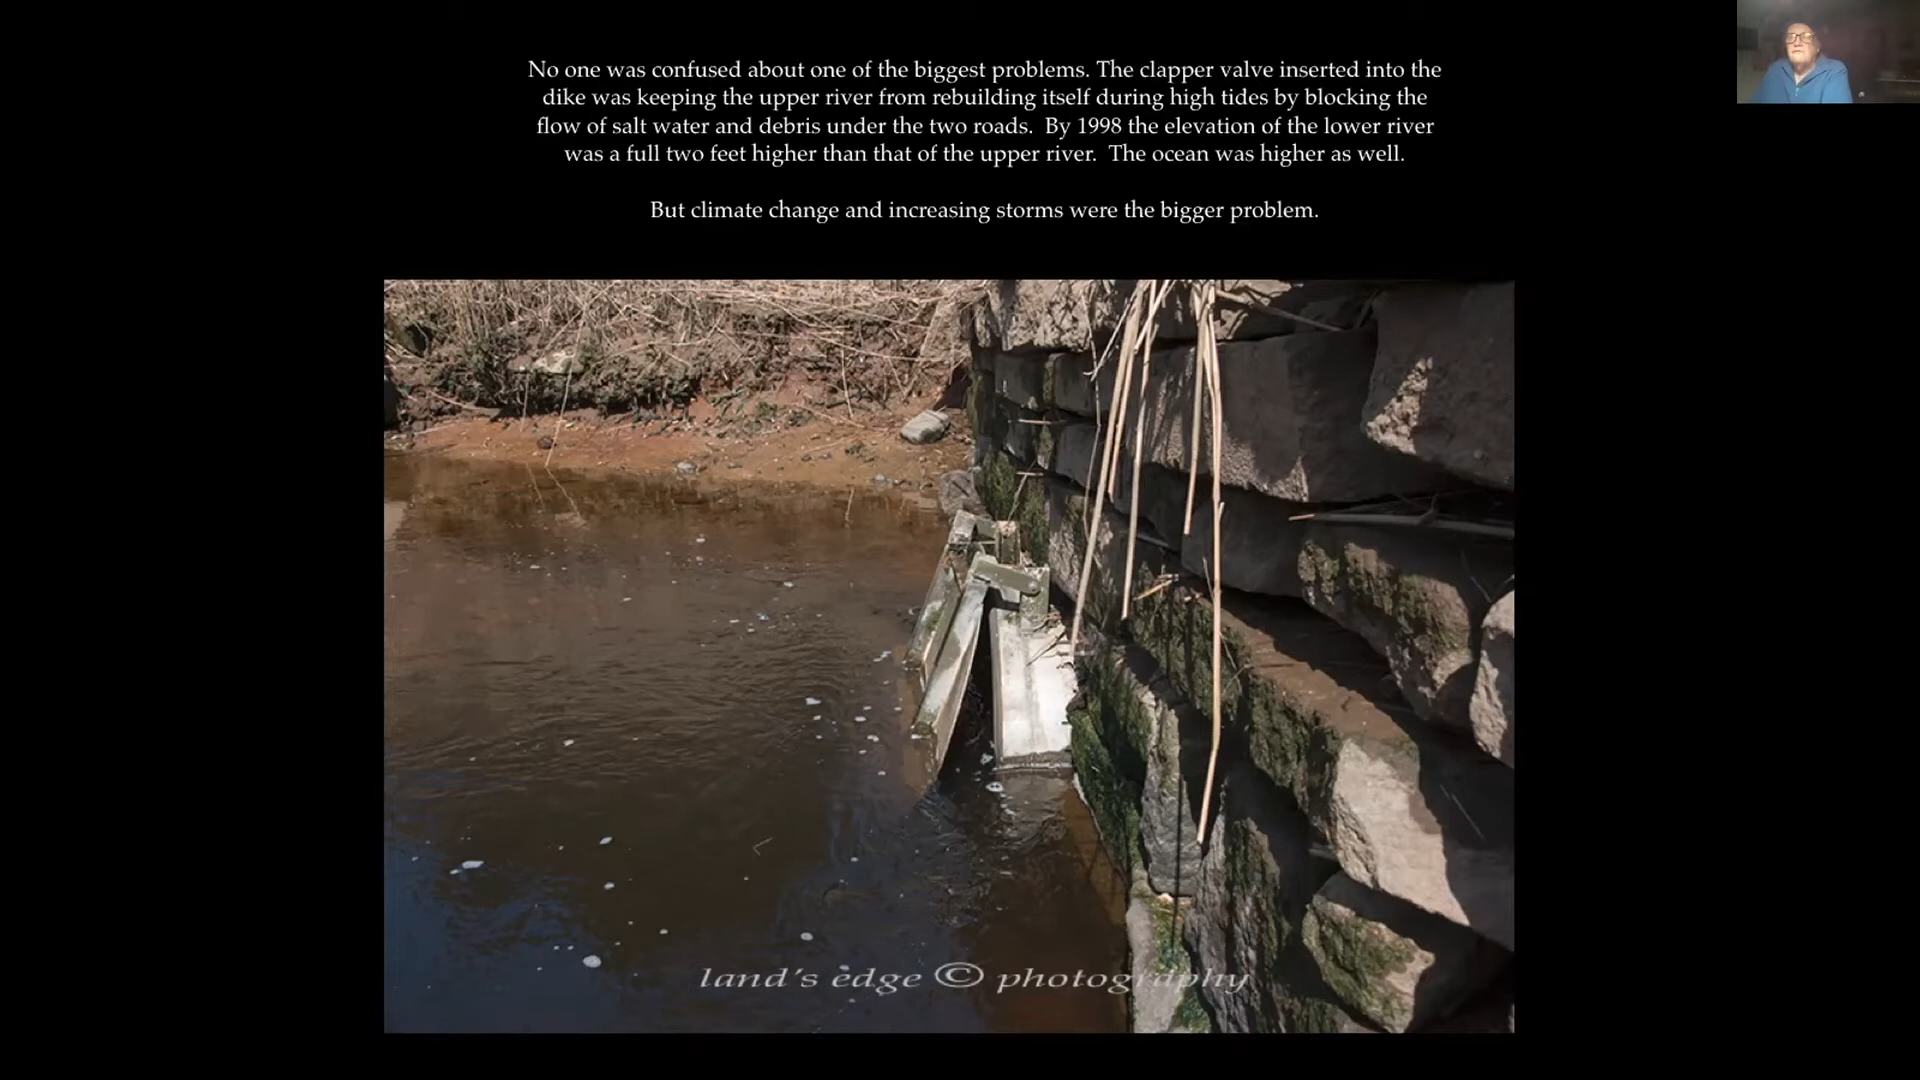 No one was confused about one of the biggest problems. The clapper valve inserted into the
dike was keeping the upper river from rebuilding itself during high tides by blocking the
flow of salt water and debris under the two roads.  By 1998 the elevation of the lower river
was a full two feet higher than that of the upper river.  The ocean was higher as well.
But climate change and increasing storms were the bigger problem.
land's edge © photography